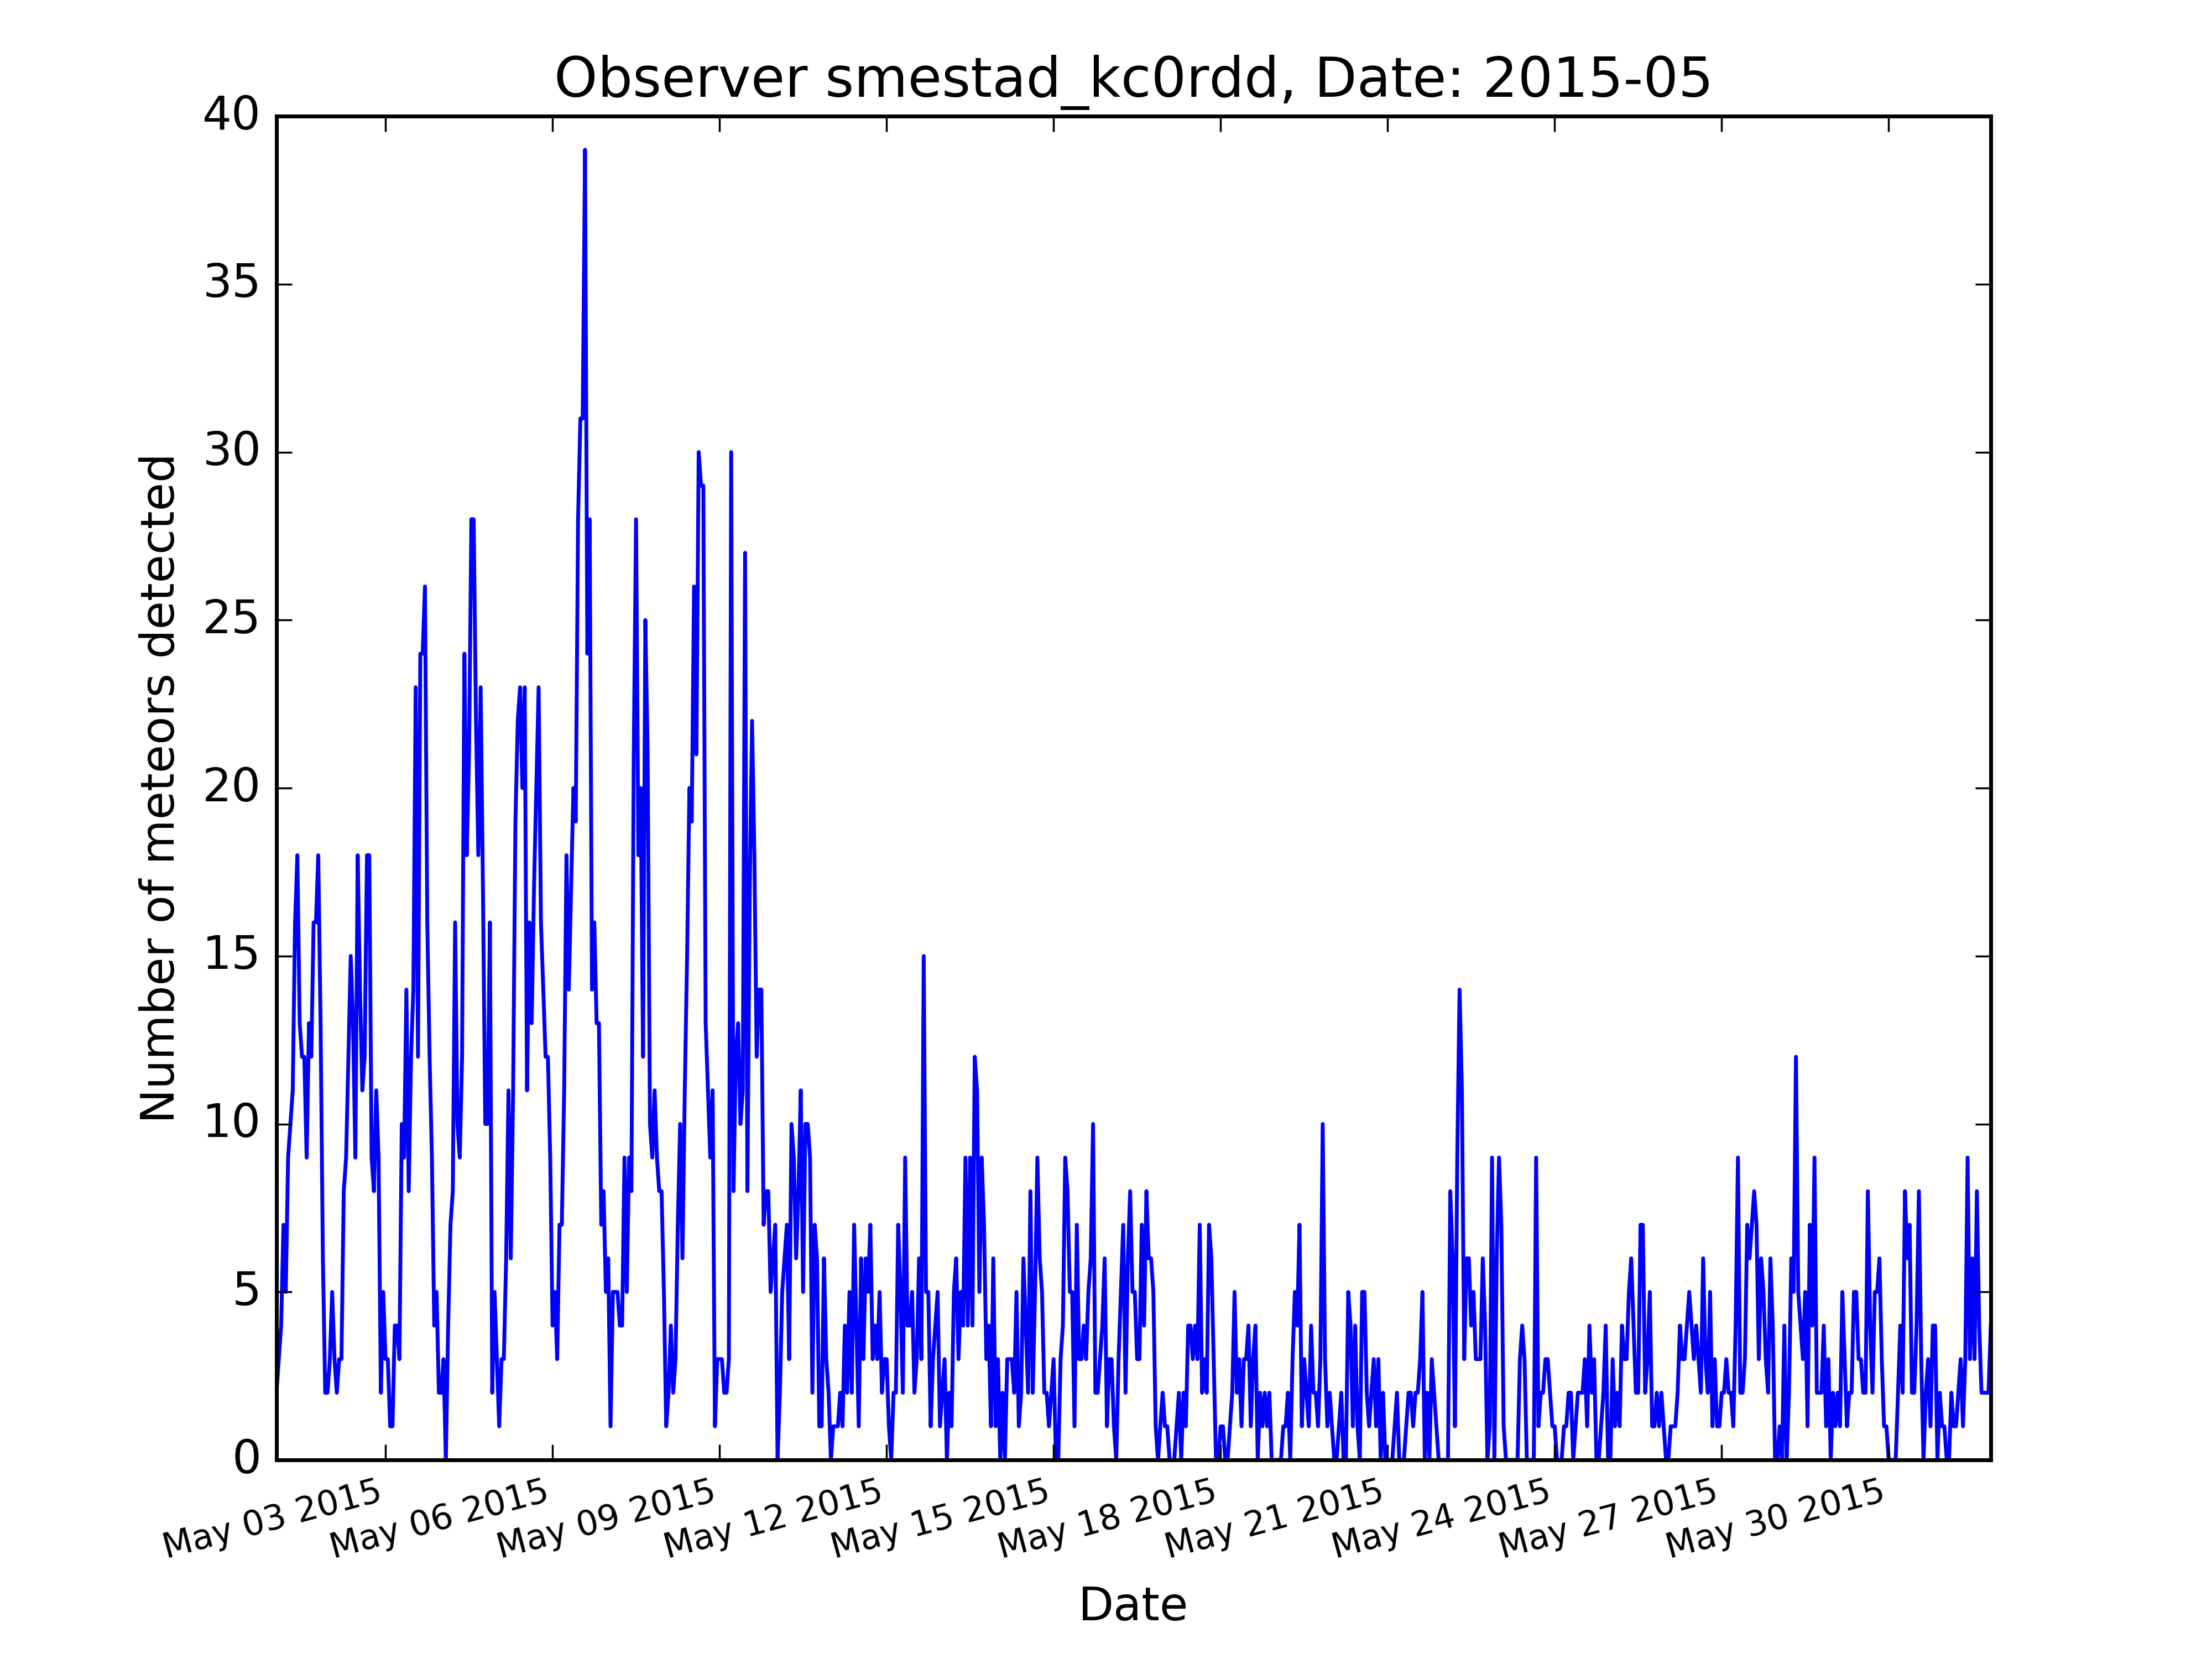 Observer smestad_kc0rdd, Date: 2015-05
Number of meteors detected
40
35
30
25
20
15
10
5
0
May 03 2015
May 06 2015
May 09 2015
May 12 2015
May 15 2015
May 18 2015
May 21 2015
May 24 2015
May 27 2015
May 30 2015
Date